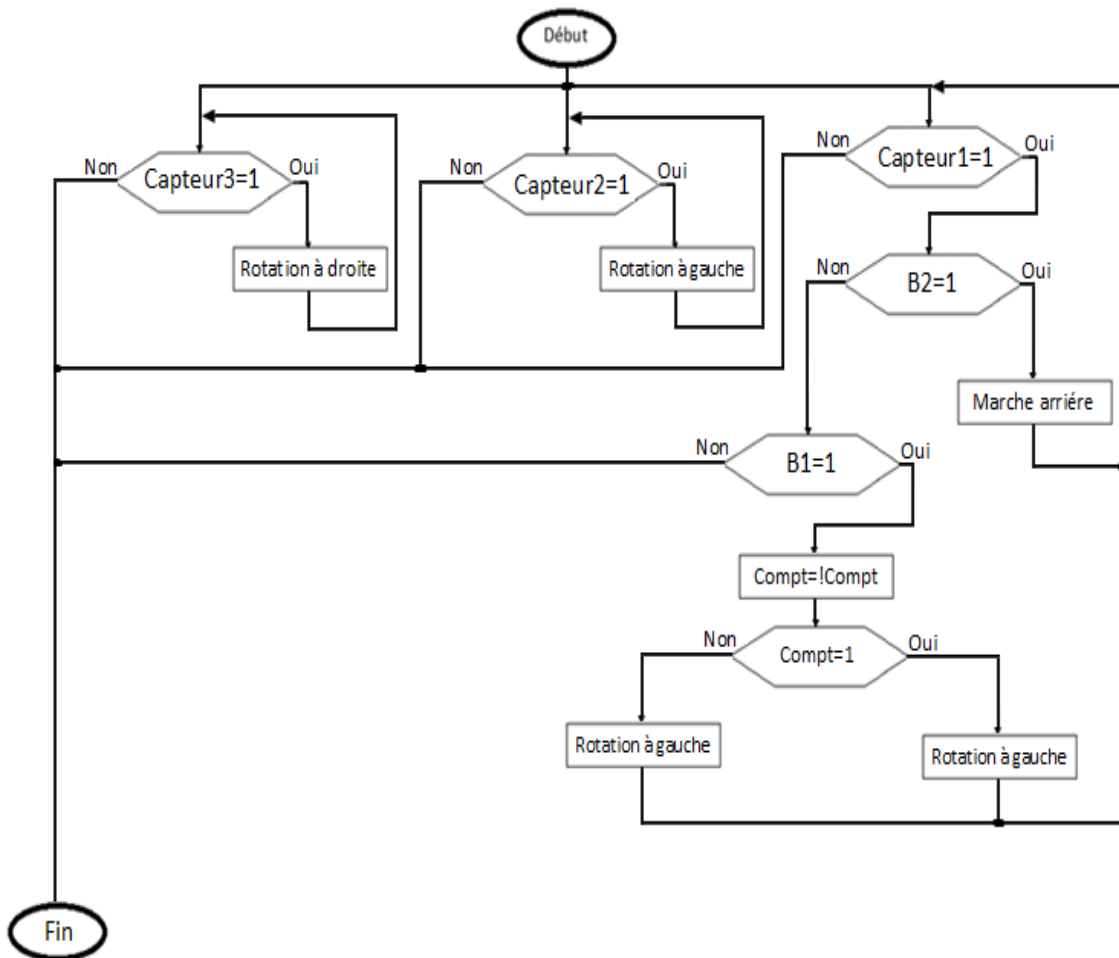 Début
Non
Capteur3=1
Oui
Non
Capteur2=1
Oui
Non
Capteur1=1
Oui
Rotation à droite
Rotation à gauche
Non
B2=1
Oui
Marche arriére
Non
B1=1
Oui
Compt=!Compt
Non
Compt=1
Oui
Rotation à gauche
Rotation à gauche
Fin